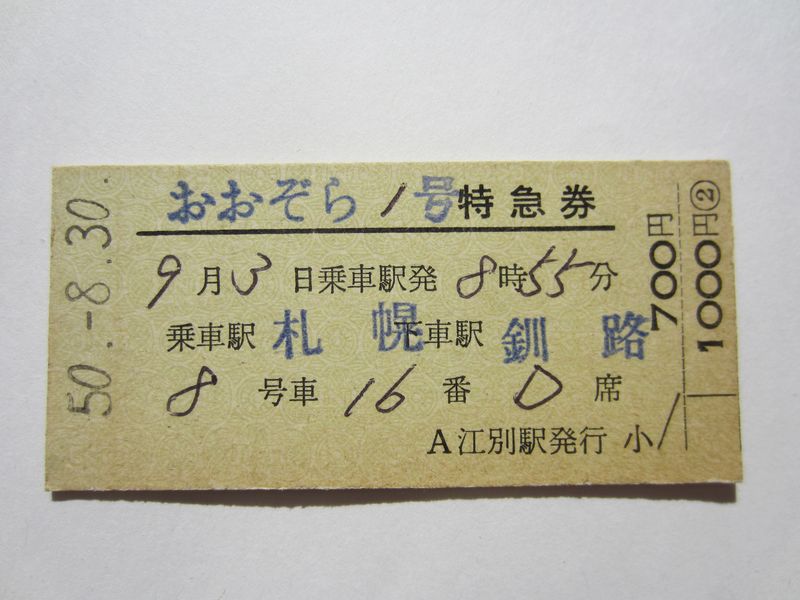 50.-8.30.
おおぞら1号特急券
9月3日乗車駅発8時55分
乗車駅 札幌 下車駅 釧路
8号車16番D席
A江別駅発行 小
700円
1000円②